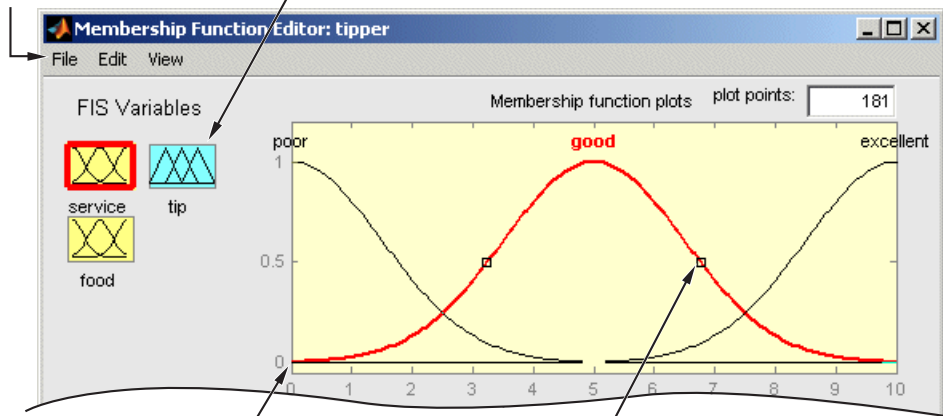 Membership Function Editor: tipper
File Edit View
FIS Variables
Membership function plots plot points: 181
poor good excellent
service tip
food
1
0.5
0
0 1 2 3 4 5 6 7 8 9 10